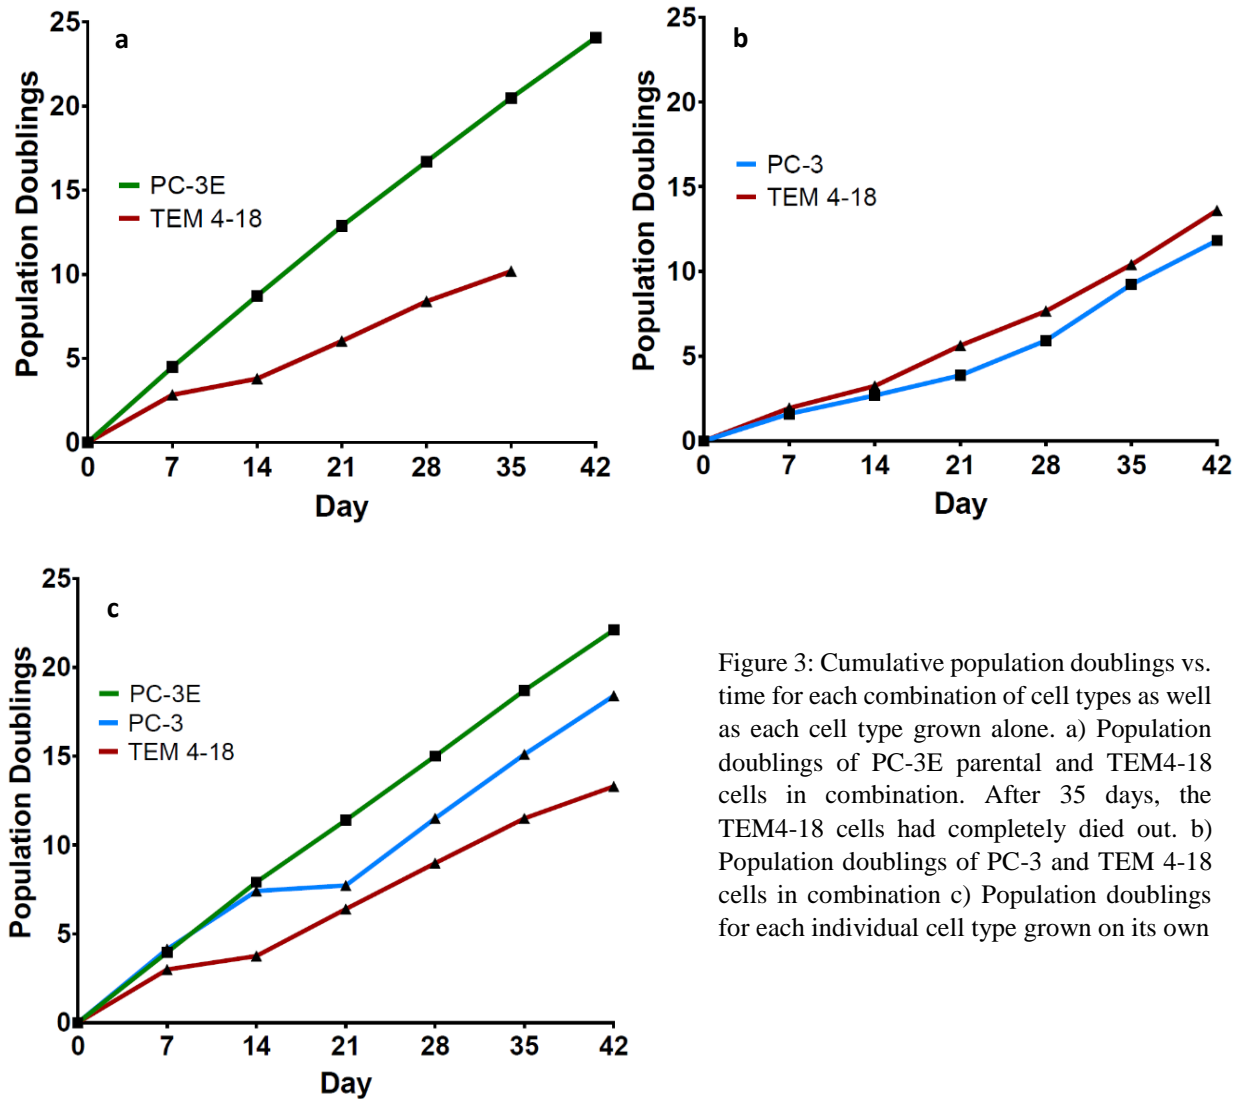 a
25
20
15
10
5
0
Population Doublings
PC-3E
TEM 4-18
0 7 14 21 28 35 42
Day
b
25
20
15
10
5
0
Population Doublings
PC-3
TEM 4-18
0 7 14 21 28 35 42
Day
c
25
20
15
10
5
0
Population Doublings
PC-3E
PC-3
TEM 4-18
0 7 14 21 28 35 42
Day
Figure 3: Cumulative population doublings vs.
time for each combination of cell types as well
as each cell type grown alone. a) Population
doublings of PC-3E parental and TEM4-18
cells in combination. After 35 days, the
TEM4-18 cells had completely died out. b)
Population doublings of PC-3 and TEM 4-18
cells in combination c) Population doublings
for each individual cell type grown on its own